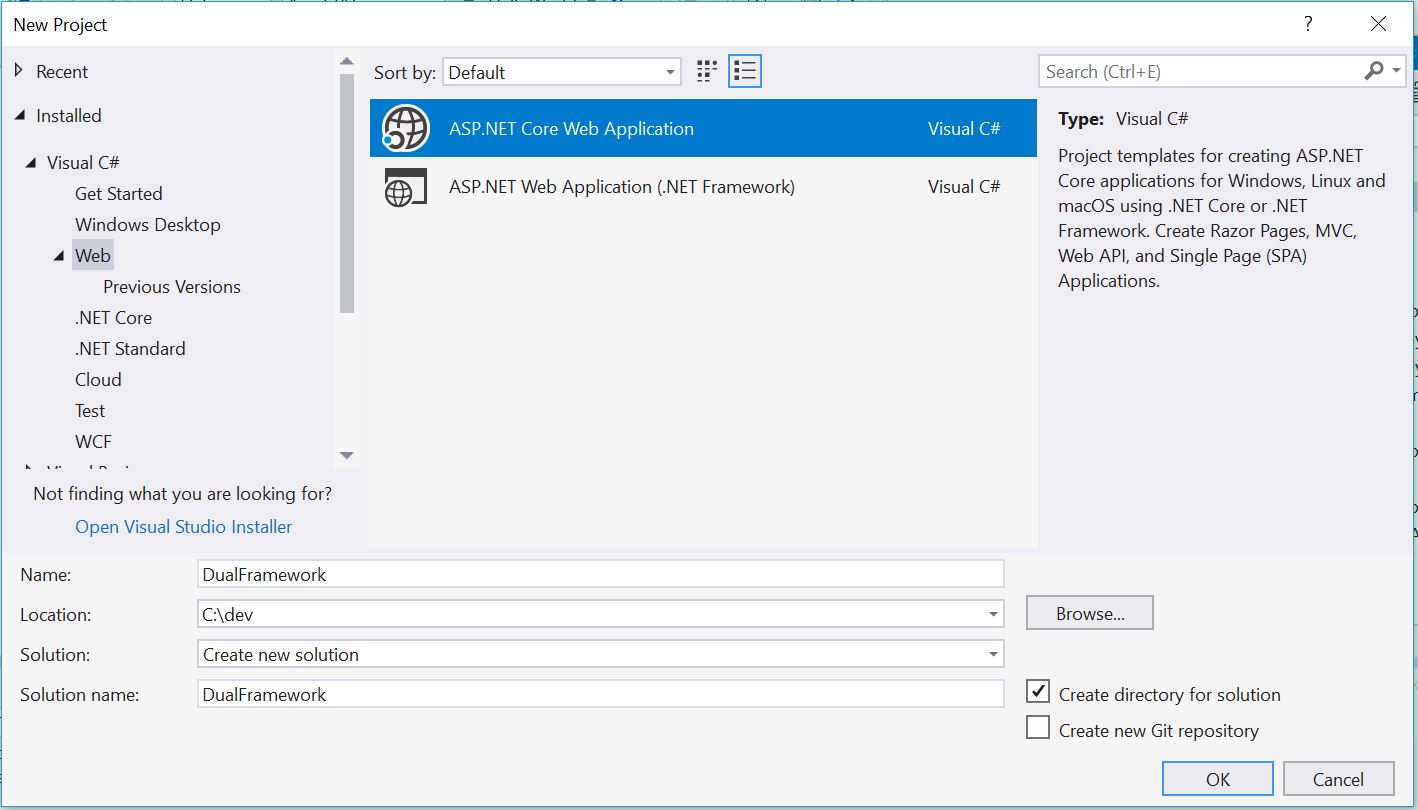 New Project
?
Recent
Installed
Visual C#
Get Started
Windows Desktop
Web
Previous Versions
.NET Core
.NET Standard
Cloud
Test
WCF
Not finding what you are looking for?
Open Visual Studio Installer
Sort by: Default
ASP.NET Core Web Application Visual C#
ASP.NET Web Application (.NET Framework) Visual C#
Search (Ctrl+E)
Type: Visual C#
Project templates for creating ASP.NET
Core applications for Windows, Linux and
macOS using .NET Core or .NET
Framework. Create Razor Pages, MVC,
Web API, and Single Page (SPA)
Applications.
Name: DualFramework
Location: C:\dev
Browse...
Solution: Create new solution
Solution name: DualFramework
Create directory for solution
Create new Git repository
OK Cancel